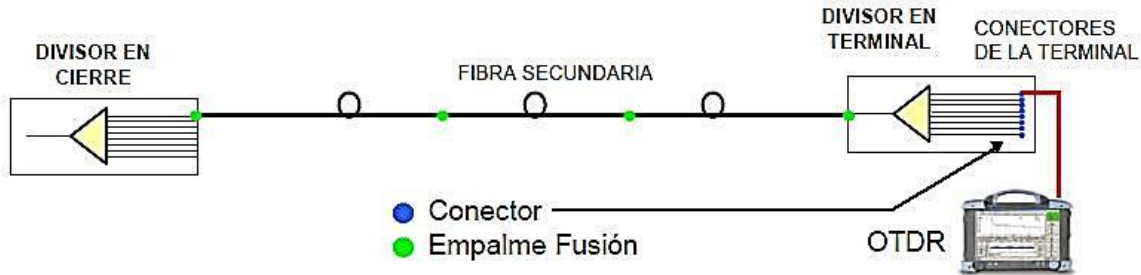 DIVISOR EN
CIERRE
FIBRA SECUNDARIA
DIVISOR EN
TERMINAL
CONECTORES
DE LA TERMINAL
Conector
Empalme Fusión
OTDR